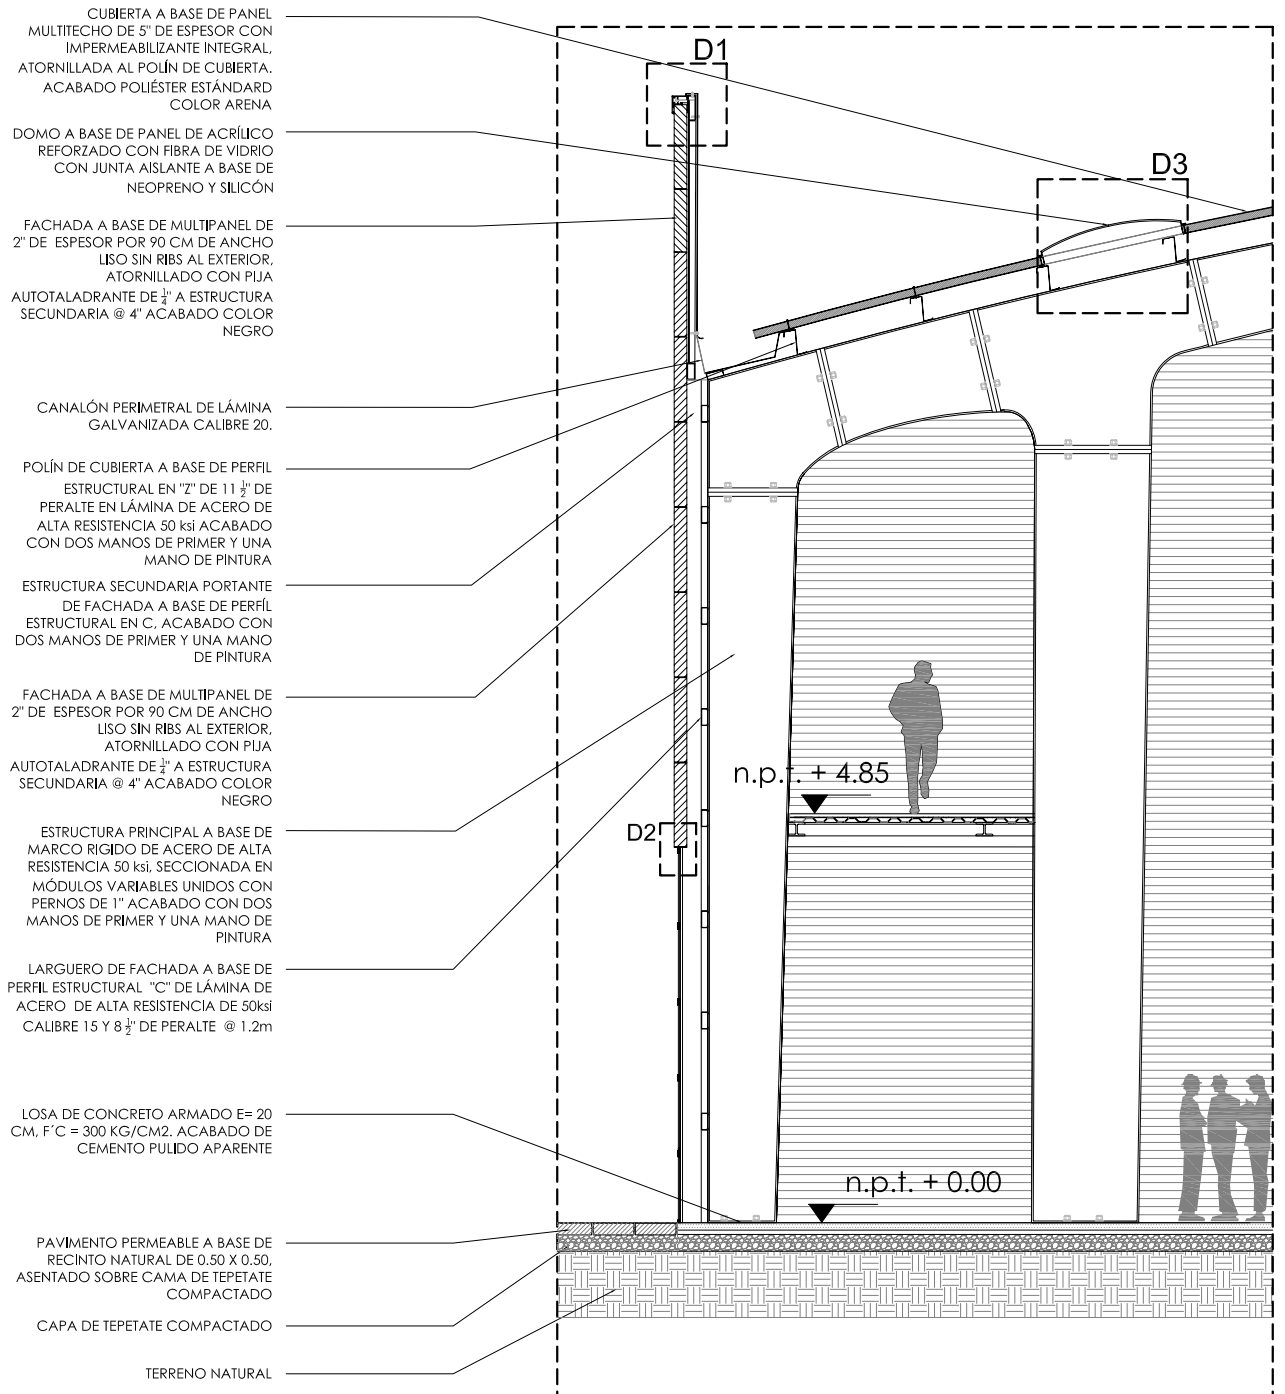 CUBIERTA A BASE DE PANEL
MULTITECHO DE 5" DE ESPESOR CON
IMPERMEABILIZANTE INTEGRAL,
ATORNILLADA AL POLÍN DE CUBIERTA.
ACABADO POLIÉSTER ESTÁNDARD
COLOR ARENA
DOMO A BASE DE PANEL DE ACRÍLICO
REFORZADO CON FIBRA DE VIDRIO
CON JUNTA AISLANTE A BASE DE
NEOPRENO Y SILICÓN
FACHADA A BASE DE MULTIPANEL DE
2" DE ESPESOR POR 90 CM DE ANCHO
LISO SIN RIBS AL EXTERIOR,
ATORNILLADO CON PIJA
AUTOTALADRANTE DE 1/4" A ESTRUCTURA
SECUNDARIA @ 4" ACABADO COLOR
NEGRO
CANALÓN PERIMETRAL DE LÁMINA
GALVANIZADA CALIBRE 20.
POLÍN DE CUBIERTA A BASE DE PERFIL
ESTRUCTURAL EN "Z" DE 11 1/2" DE
PERALTE EN LÁMINA DE ACERO DE
ALTA RESISTENCIA 50 ksi ACABADO
CON DOS MANOS DE PRIMER Y UNA
MANO DE PINTURA
ESTRUCTURA SECUNDARIA PORTANTE
DE FACHADA A BASE DE PERFÍL
ESTRUCTURAL EN C, ACABADO CON
DOS MANOS DE PRIMER Y UNA MANO
DE PINTURA
FACHADA A BASE DE MULTIPANEL DE
2" DE ESPESOR POR 90 CM DE ANCHO
LISO SIN RIBS AL EXTERIOR,
ATORNILLADO CON PIJA
AUTOTALADRANTE DE 1/4" A ESTRUCTURA
SECUNDARIA @ 4" ACABADO COLOR
NEGRO
ESTRUCTURA PRINCIPAL A BASE DE
MARCO RIGIDO DE ACERO DE ALTA
RESISTENCIA 50 ksi, SECCIONADA EN
MÓDULOS VARIABLES UNIDOS CON
PERNOS DE 1" ACABADO CON DOS
MANOS DE PRIMER Y UNA MANO DE
PINTURA
LARGUERO DE FACHADA A BASE DE
PERFIL ESTRUCTURAL "C" DE LÁMINA DE
ACERO DE ALTA RESISTENCIA DE 50ksi
CALIBRE 15 Y 8 1/2" DE PERALTE @ 1.2m
LOSA DE CONCRETO ARMADO E= 20
CM, F´C = 300 KG/CM2. ACABADO DE
CEMENTO PULIDO APARENTE
PAVIMENTO PERMEABLE A BASE DE
RECINTO NATURAL DE 0.50 X 0.50,
ASENTADO SOBRE CAMA DE TEPETATE
COMPACTADO
CAPA DE TEPETATE COMPACTADO
TERRENO NATURAL
D1
D3
D2
n.p.t. + 4.85
n.p.t. + 0.00